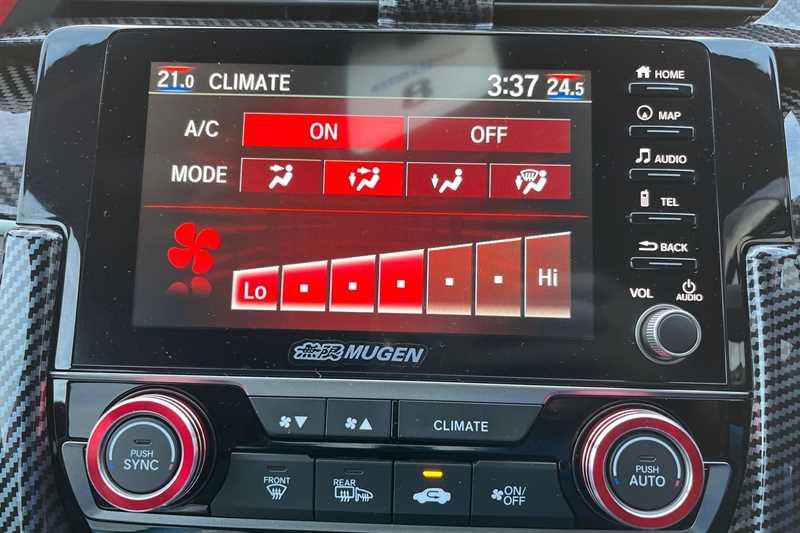 21.0 CLIMATE 3:37 24.5
A/C ON OFF
MODE
Lo Hi
HOME
MAP
AUDIO
TEL
BACK
VOL AUDIO
無限 MUGEN
CLIMATE
PUSH
SYNC
FRONT
REAR
ON/
OFF
PUSH
AUTO